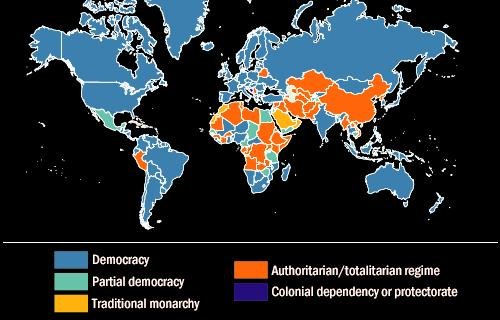 Democracy
Partial democracy
Traditional monarchy
Authoritarian/totalitarian regime
Colonial dependency or protectorate